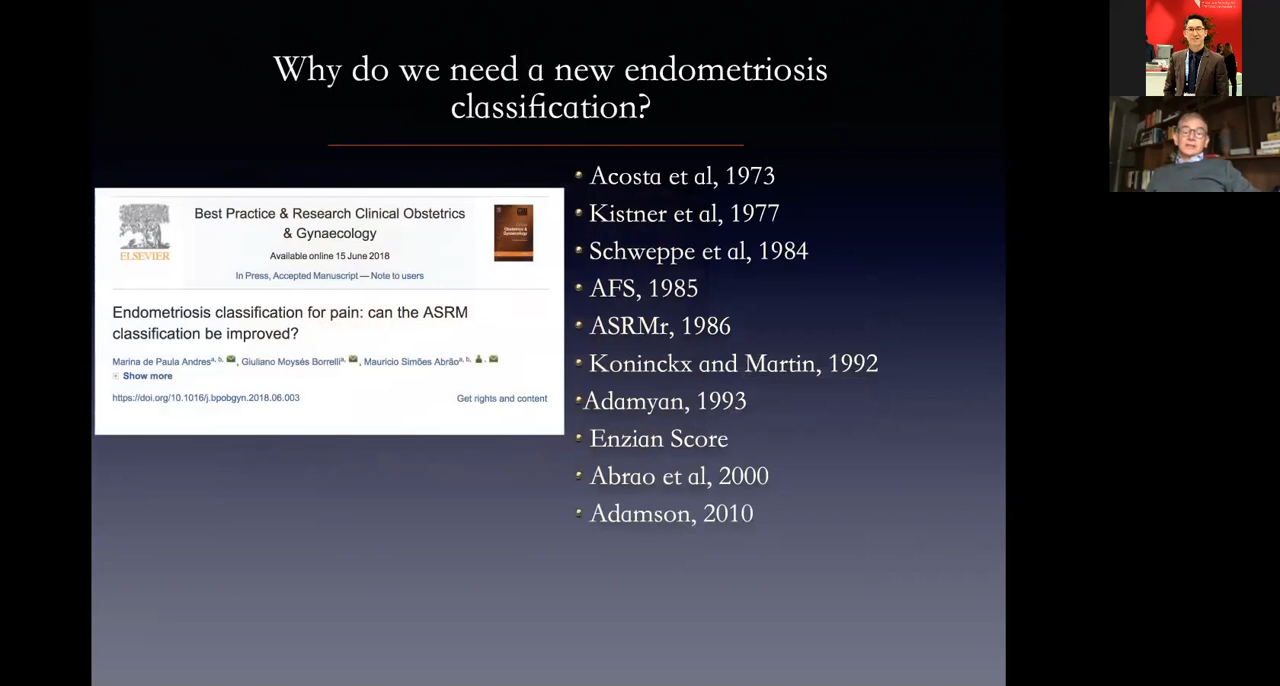 Why do we need a new endometriosis
classification?
Best Practice & Research Clinical Obstetrics
& Gynaecology
ELSEVIER
Available online 15 June 2018
In Press, Accepted Manuscript — Note to users
Endometriosis classification for pain: can the ASRM
classification be improved?
Marina de Paula Andres a, b, Giuliano Moysés Borrelli a, Mauricio Simões Abrão a, b,
Show more
https://doi.org/10.1016/j.bpobgyn.2018.06.003
Get rights and content
• Acosta et al, 1973
• Kistner et al, 1977
• Schweppe et al, 1984
• AFS, 1985
• ASRMr, 1986
• Koninckx and Martin, 1992
• Adamyan, 1993
• Enzian Score
• Abrao et al, 2000
• Adamson, 2010